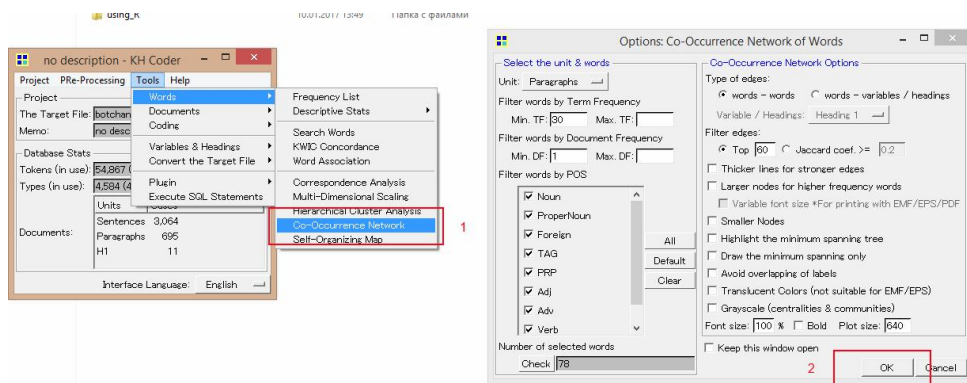 using_R 10.01.2017 13:49 Папка с файлами
no description - KH Coder
Project PRe-Processing Tools Help
Project
The Target File: botchan
Memo: no desc
Database Stats
Tokens (in use): 54,867
Types (in use): 4,584
Units
Documents:
Sentences 3,064
Paragraphs 695
H1 11
Interface Language: English
Words
Documents
Coding
Variables & Headings
Convert the Target File
Plugin
Execute SQL Statements
Frequency List
Descriptive Stats
Search Words
KWIC Concordance
Word Association
Correspondence Analysis
Multi-Dimensional Scaling
Hierarchical Cluster Analysis
Co-Occurrence Network
Self-Organizing Map
1
Options: Co-Occurrence Network of Words
Select the unit & words
Unit: Paragraphs
Filter words by Term Frequency
Min. TF: 30 Max. TF:
Filter words by Document Frequency
Min. DF: 1 Max. DF:
Filter words by POS
Noun
ProperNoun
Foreign
TAG
PRP
Adj
Adv
Verb
All
Default
Clear
Number of selected words
Check 78
Co-Occurrence Network Options
Type of edges:
words - words words - variables / headings
Variable / Headings: Heading 1
Filter edges:
Top 60 Jaccard coef. >= 0.2
Thicker lines for stronger edges
Larger nodes for higher frequency words
Variable font size *For printing with EMF/EPS/PDF
Smaller Nodes
Highlight the minimum spanning tree
Draw the minimum spanning only
Avoid overlapping of labels
Translucent Colors (not suitable for EMF/EPS)
Grayscale (centralities & communities)
Font size: 100 % Bold Plot size: 640
Keep this window open
2
OK Cancel